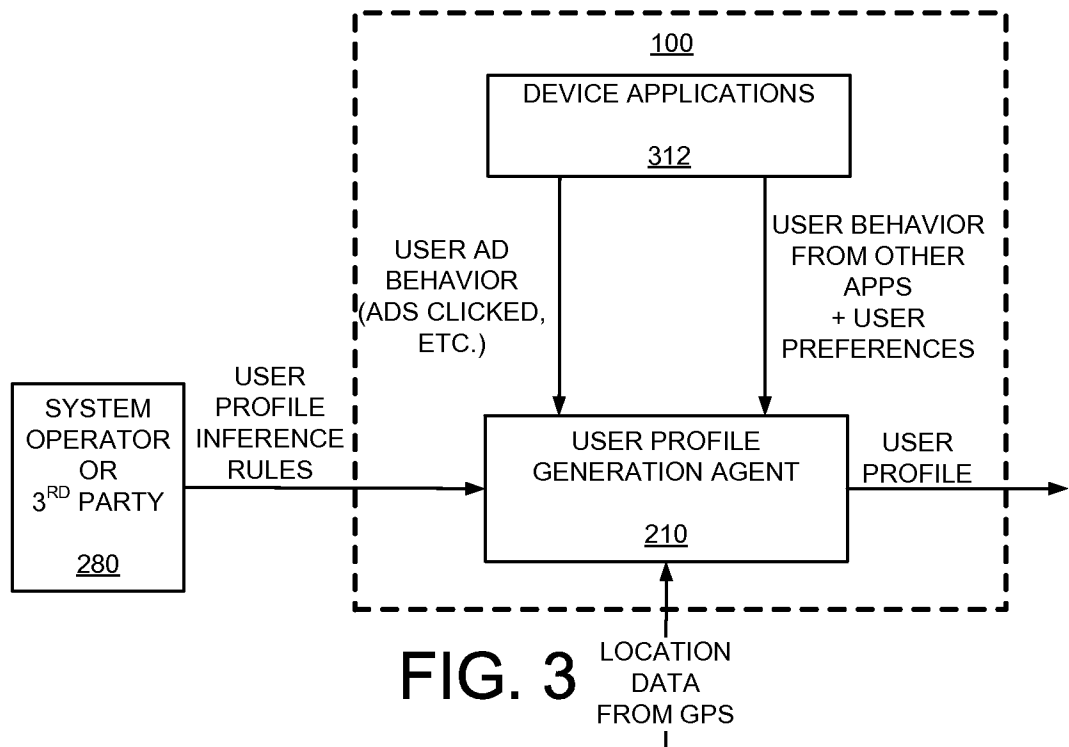 100
DEVICE APPLICATIONS
312
USER AD
BEHAVIOR
(ADS CLICKED,
ETC.)
USER BEHAVIOR
FROM OTHER
APPS
+ USER
PREFERENCES
SYSTEM
OPERATOR
OR
3RD PARTY
280
USER
PROFILE
INFERENCE
RULES
USER PROFILE
GENERATION AGENT
210
USER
PROFILE
FIG. 3
LOCATION
DATA
FROM GPS